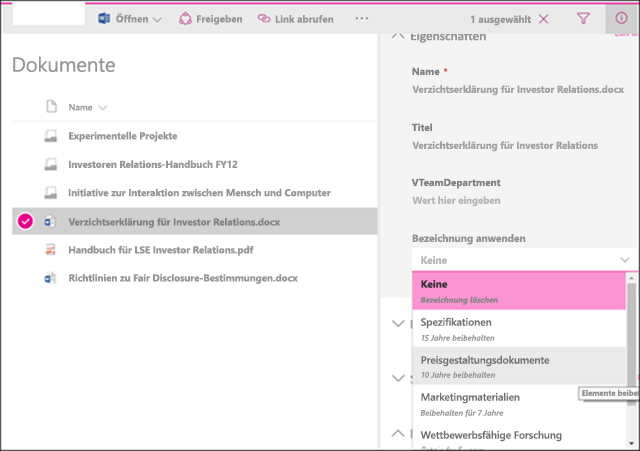 Öffnen
Freigeben
Link abrufen
...
1 ausgewählt
Dokumente
Name
Experimentelle Projekte
Investoren Relations-Handbuch FY12
Initiative zur Interaktion zwischen Mensch und Computer
Verzichtserklärung für Investor Relations.docx
Handbuch für LSE Investor Relations.pdf
Richtlinien zu Fair Disclosure-Bestimmungen.docx
Eigenschaften
Name *
Verzichtserklärung für Investor Relations.docx
Titel
Verzichtserklärung für Investor Relations
VTeamDepartment
Wert hier eingeben
Bezeichnung anwenden
Keine
Keine
Bezeichnung löschen
Spezifikationen
15 Jahre beibehalten
Preisgestaltungsdokumente
10 Jahre beibehalten
Elemente beibe
Marketingmaterialien
Beibehalten für 7 Jahre
Wettbewerbsfähige Forschung